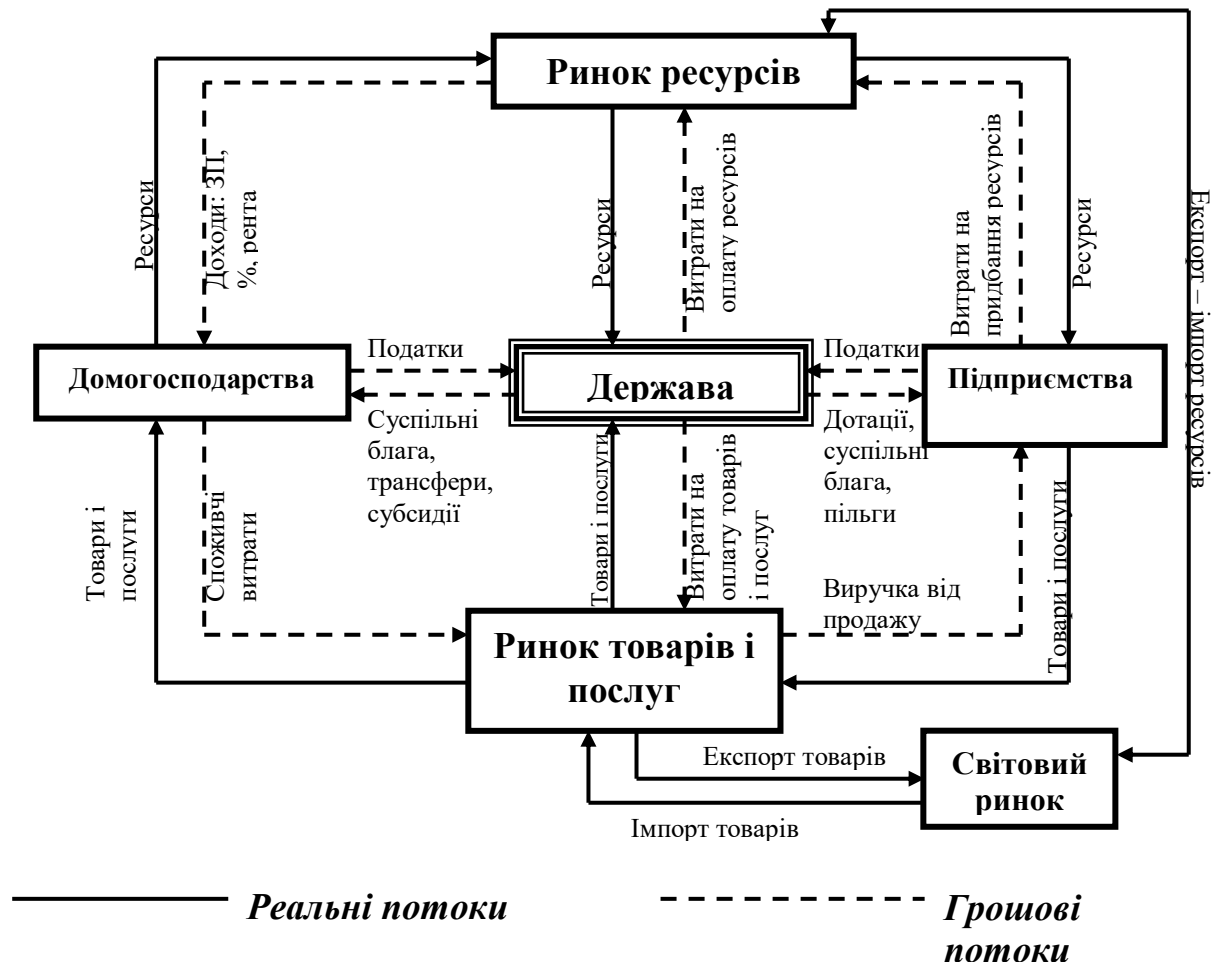 Ринок ресурсів
Ресурси
Доходи: ЗП,
%, рента
Ресурси
Витрати на
оплату ресурсів
Витрати на
придбання ресурсів
Ресурси
Експорт – імпорт ресурсів
Домогосподарства
Податки
Держава
Податки
Підприємства
Суспільні
блага,
трансфери,
субсидії
Дотації,
суспільні
блага,
пільги
Товари і
послуги
Споживчі
витрати
Товари і послуги
Витрати на
оплату товарів
і послуг
Виручка від
продажу
Товари і послуги
Ринок товарів і
послуг
Експорт товарів
Імпорт товарів
Світовий
ринок
Реальні потоки
Грошові
потоки